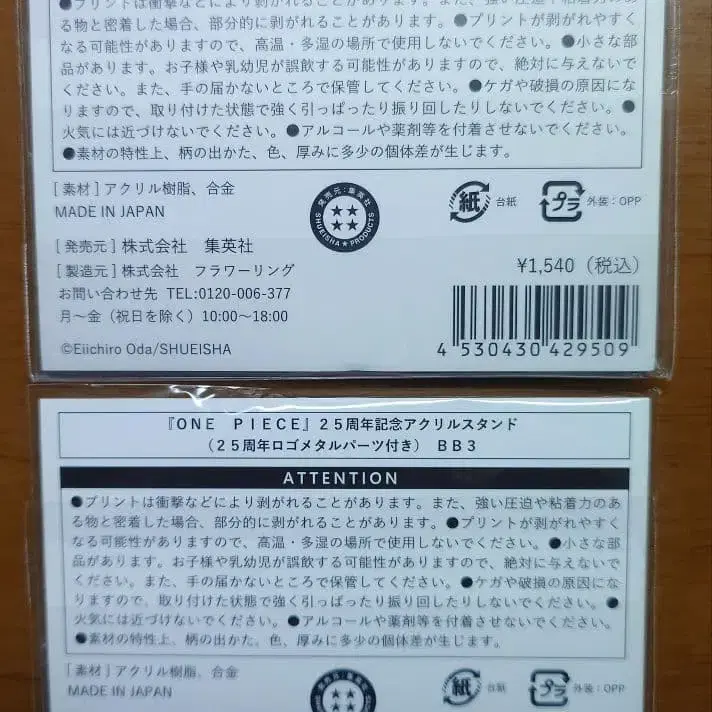 ●プリントは衝撃などにより剥がれることがあります。また、強い圧迫や粘着力のあ
る物と密着した場合、部分的に剥がれることがあります。●プリントが剥がれやすく
なる可能性がありますので、高温・多湿の場所で使用しないでください。●小さな部
品があります。お子様や乳幼児が誤飲する可能性がありますので、絶対に与えないで
ください。また、手の届かないところで保管してください。●ケガや破損の原因にな
りますので、取り付けた状態で強く引っぱったり振り回したりしないでください。●
火気には近づけないでください。●アルコールや薬剤等を付着させないでください。
●素材の特性上、柄の出かた、色、厚みに多少の個体差が生じます。
[素材]アクリル樹脂、合金
MADE IN JAPAN
発売元:集英社
SHUEISHA★PRODUCTS
紙 台紙
プラ 外装:OPP
[発売元]株式会社 集英社
[製造元]株式会社 フラワーリング
お問い合わせ先 TEL:0120-006-377
月〜金(祝日を除く)10:00〜18:00
©Eiichiro Oda/SHUEISHA
¥1,540(税込)
4 530430 429509
『ONE PIECE』25周年記念アクリルスタンド
(25周年ロゴメタルパーツ付き) BB3
ATTENTION
●プリントは衝撃などにより剥がれることがあります。また、強い圧迫や粘着力のあ
る物と密着した場合、部分的に剥がれることがあります。●プリントが剥がれやすく
なる可能性がありますので、高温・多湿の場所で使用しないでください。●小さな部
品があります。お子様や乳幼児が誤飲する可能性がありますので、絶対に与えないで
ください。また、手の届かないところで保管してください。●ケガや破損の原因にな
りますので、取り付けた状態で強く引っぱったり振り回したりしないでください。●
火気には近づけないでください。●アルコールや薬剤等を付着させないでください。
●素材の特性上、柄の出かた、色、厚みに多少の個体差が生じます。
[素材]アクリル樹脂、合金
MADE IN JAPAN
発売元:集英社
紙 台紙
プラ 外装:OPP